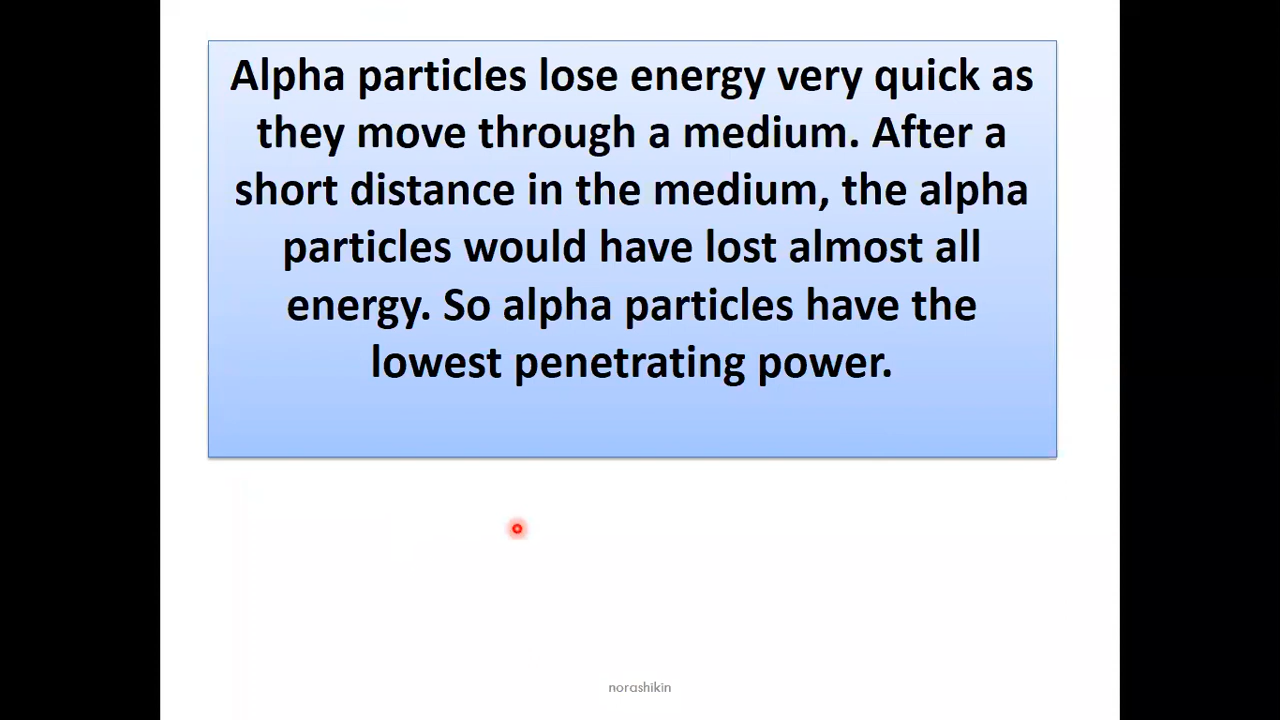 Alpha particles lose energy very quick as
they move through a medium. After a
short distance in the medium, the alpha
particles would have lost almost all
energy. So alpha particles have the
lowest penetrating power.
norashikin